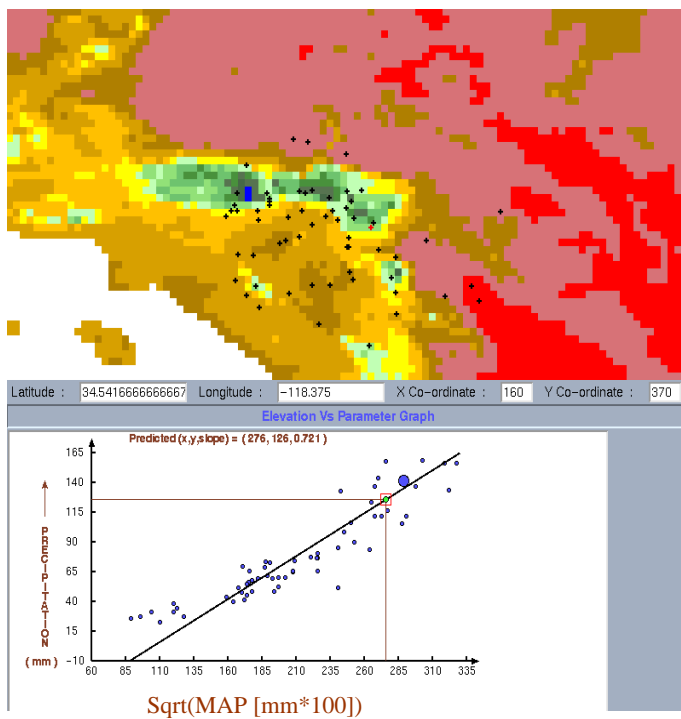 Latitude : 34.5416666666667 Longitude : -118.375 X Co-ordinate : 160 Y Co-ordinate : 370
Elevation Vs Parameter Graph
Predicted (x,y,slope) = ( 276, 126, 0.721 )
165
140
115
90
65
40
15
-10
PRECIPITATION
( mm )
60 85 110 135 160 185 210 235 260 285 310 335
Sqrt(MAP [mm*100])